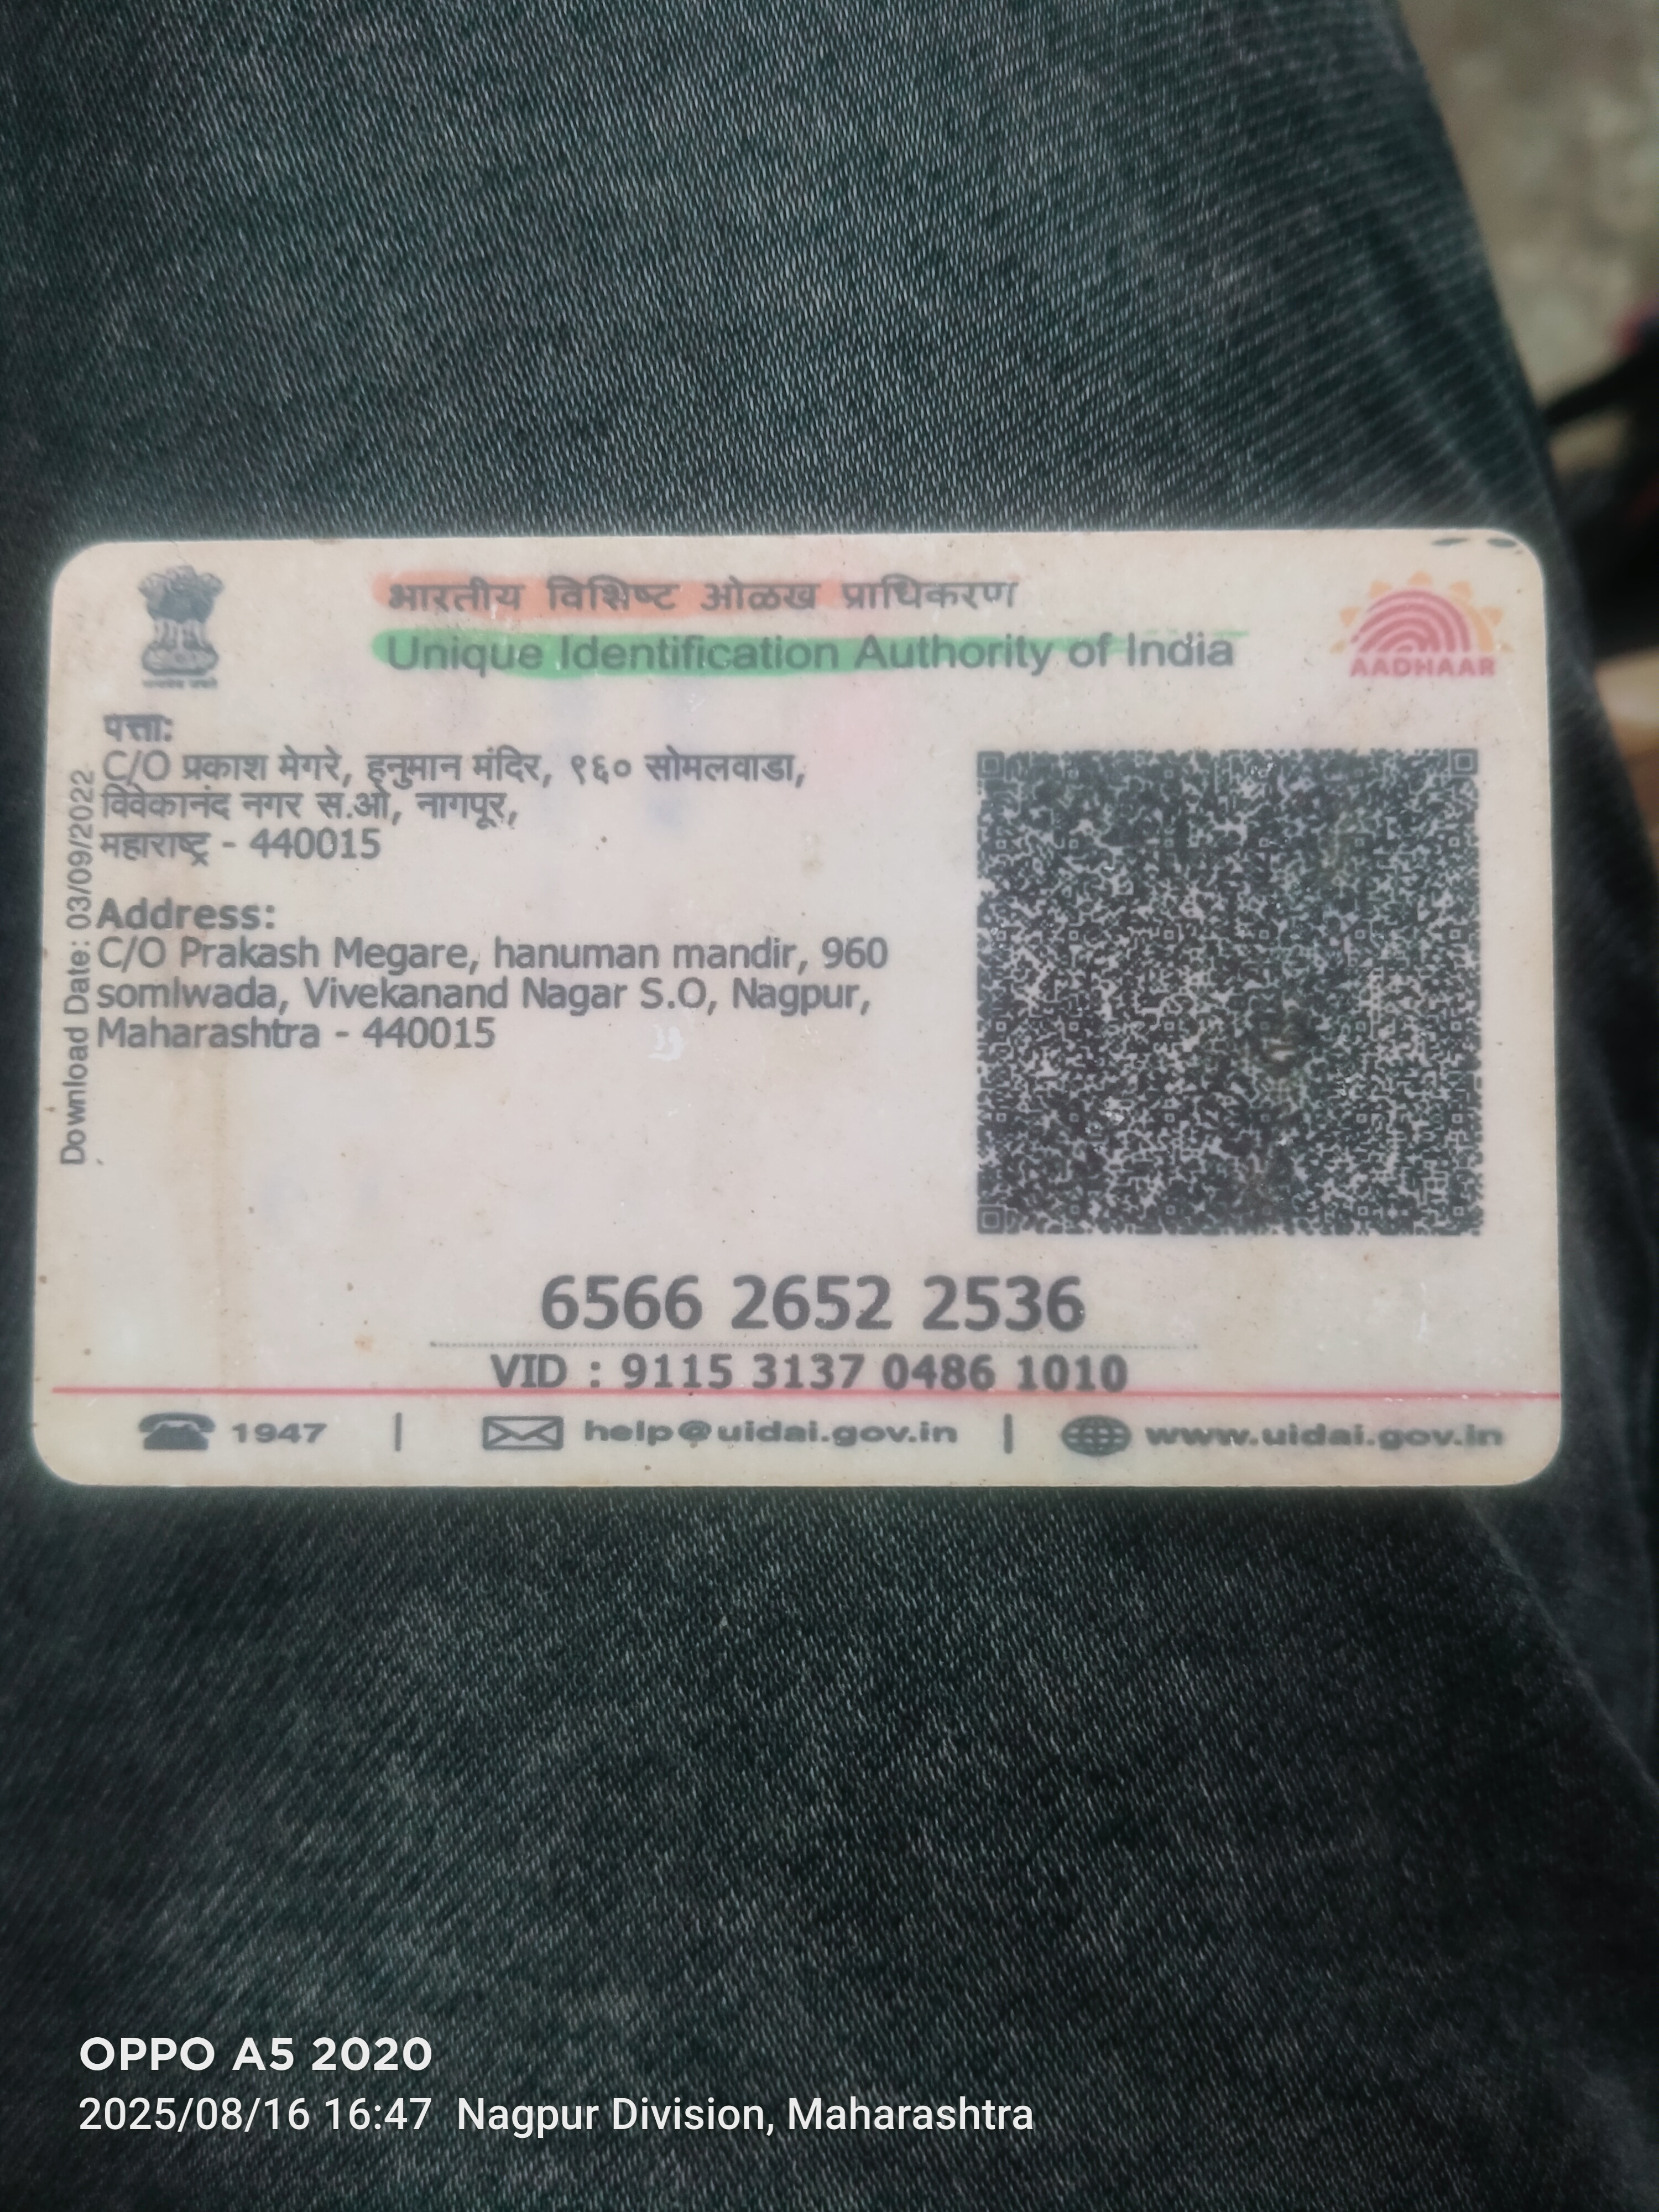 भारतीय विशिष्ट ओळख प्राधिकरण
Unique Identification Authority of India
AADHAAR
पत्ता:
C/O प्रकाश मेगरे, हनुमान मंदिर, ९६० सोमलवाडा,
विवेकानंद नगर स.ओ, नागपूर,
महाराष्ट्र - 440015
Address:
C/O Prakash Megare, hanuman mandir, 960
somlwada, Vivekanand Nagar S.O, Nagpur,
Maharashtra - 440015
Download Date: 03/09/2022
6566 2652 2536
VID : 9115 3137 0486 1010
1947 | help@uidai.gov.in | www.uidai.gov.in
OPPO A5 2020
2025/08/16 16:47 Nagpur Division, Maharashtra